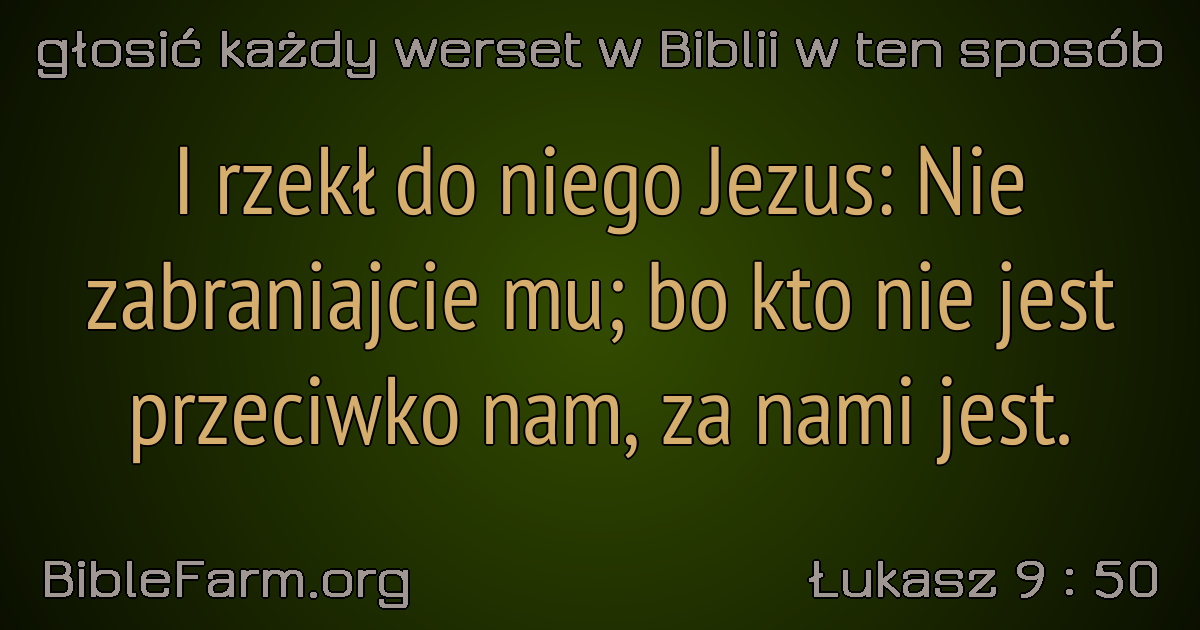 głosić każdy werset w Biblii w ten sposób
I rzekł do niego Jezus: Nie
zabraniajcie mu; bo kto nie jest
przeciwko nam, za nami jest.
BibleFarm.org
Łukasz 9 : 50